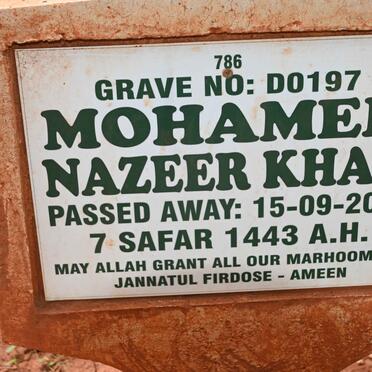 786
GRAVE NO: D0197
MOHAMED
NAZEER KHA
PASSED AWAY: 15-09-20
7 SAFAR 1443 A.H.
MAY ALLAH GRANT ALL OUR MARHOOM
JANNATUL FIRDOSE - AMEEN